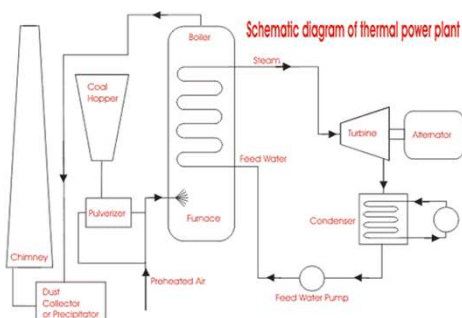 Schematic diagram of thermal power plant
Boiler
Steam
Coal
Hopper
Turbine
Alternator
Feed Water
Pulverizer
Furnace
Condenser
Chimney
Preheated Air
Feed Water Pump
Dust
Collector
or Precipitator